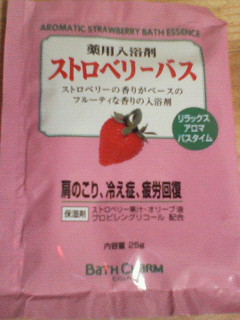 AROMATIC STRAWBERRY BATH ESSENCE
薬用入浴剤
ストロベリーバス
ストロベリーの香りがベースの
フルーティな香りの入浴剤
リラックス
アロマ
バスタイム
肩のこり、冷え症、疲労回復
保湿剤
ストロベリー果汁・オリーブ液
プロピレングリコール 配合
内容量 25g
BATH CHARM